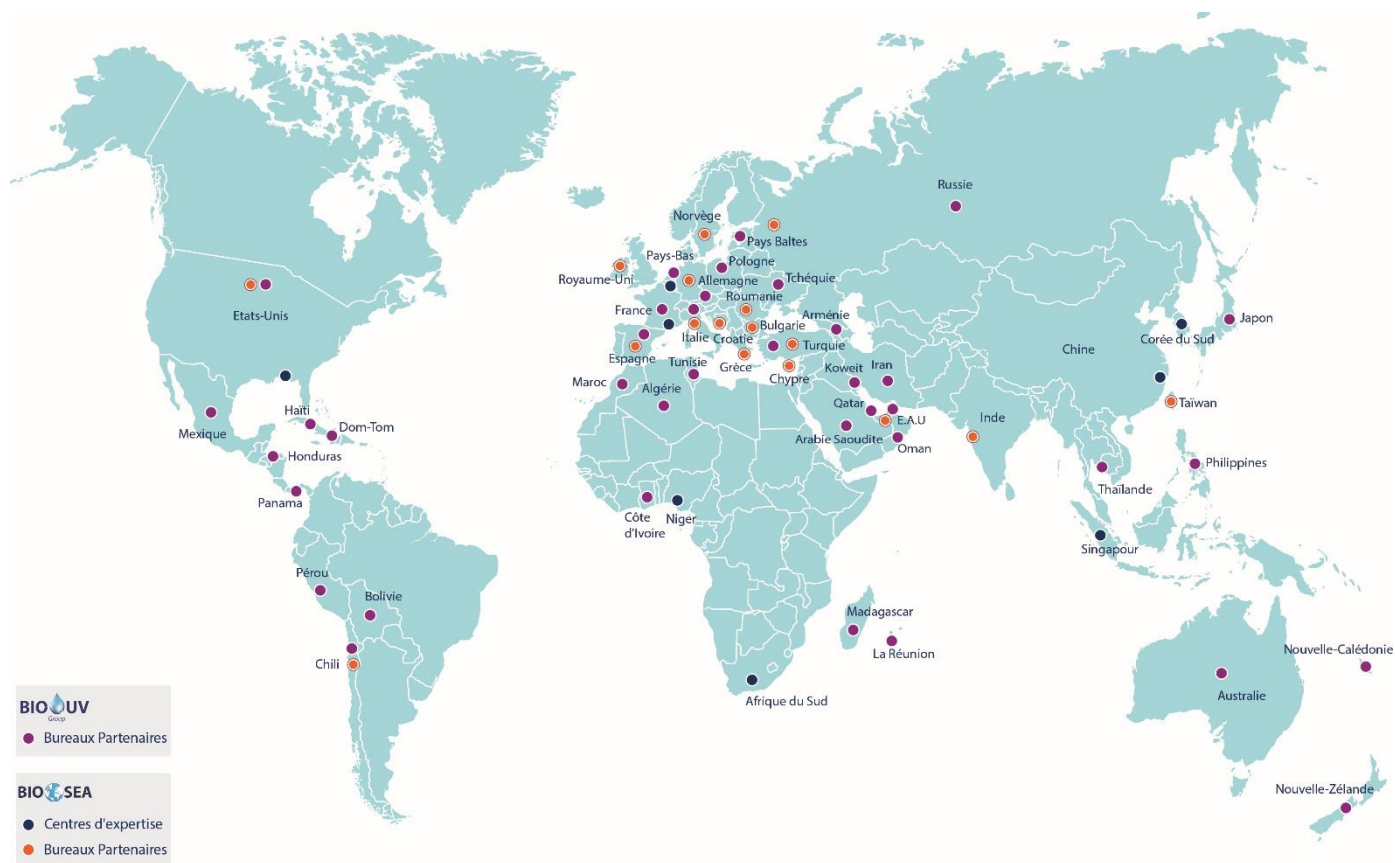 Russie
Norvège
Pays Baltes
Pays-Bas
Pologne
Royaume-Uni
Allemagne
Tchéquie
Roumanie
France
Arménie
Etats-Unis
Bulgarie
Japon
Italie
Croatie
Corée du Sud
Turquie
Chine
Espagne
Tunisie
Grèce
Koweit
Iran
Chypre
Maroc
Algérie
Qatar
Taïwan
Haïti
Inde
E.A.U
Dom-Tom
Mexique
Arabie Saoudite
Oman
Honduras
Philippines
Thaïlande
Panama
Côte
d'Ivoire
Niger
Singapour
Pérou
Bolivie
Madagascar
La Réunion
Nouvelle-Calédonie
Chili
Australie
Afrique du Sud
Nouvelle-Zélande
BIO UV
Group
Bureaux Partenaires
BIO SEA
Centres d'expertise
Bureaux Partenaires